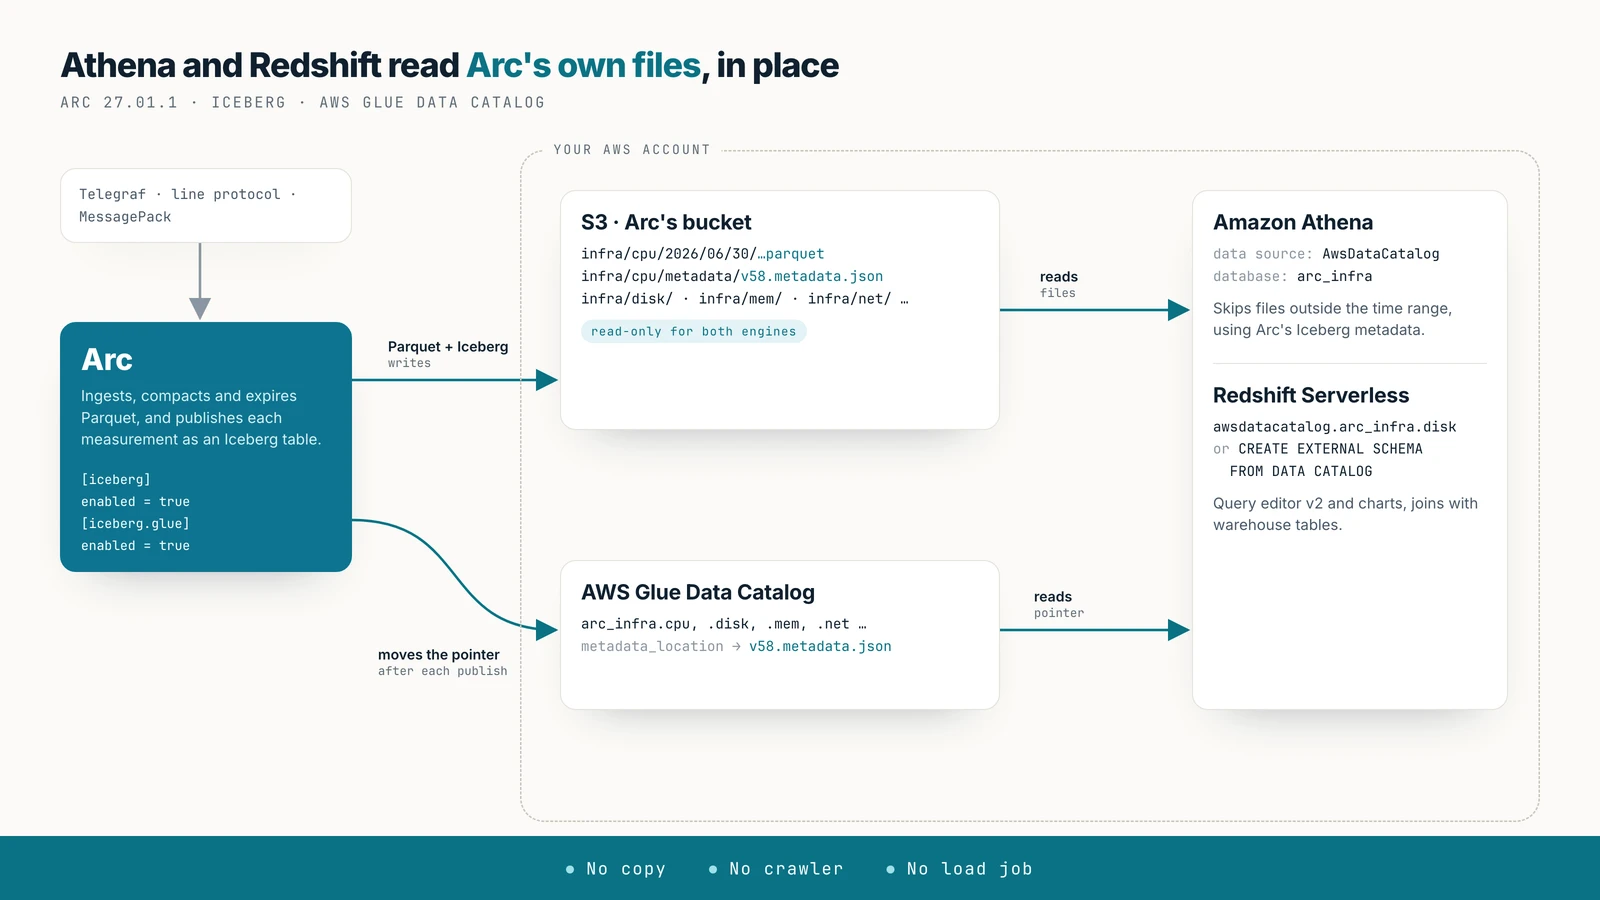 Athena and Redshift read Arc's own files, in place
ARC 27.01.1 · ICEBERG · AWS GLUE DATA CATALOG
YOUR AWS ACCOUNT
Telegraf · line protocol ·
MessagePack
Arc
Ingests, compacts and expires
Parquet, and publishes each
measurement as an Iceberg table.
[iceberg]
enabled = true
[iceberg.glue]
enabled = true
Parquet + Iceberg
writes
moves the pointer
after each publish
S3 · Arc's bucket
infra/cpu/2026/06/30/…parquet
infra/cpu/metadata/v58.metadata.json
infra/disk/ · infra/mem/ · infra/net/ …
read-only for both engines
AWS Glue Data Catalog
arc_infra.cpu, .disk, .mem, .net …
metadata_location → v58.metadata.json
reads
files
reads
pointer
Amazon Athena
data source: AwsDataCatalog
database: arc_infra
Skips files outside the time range,
using Arc's Iceberg metadata.
Redshift Serverless
awsdatacatalog.arc_infra.disk
or CREATE EXTERNAL SCHEMA
FROM DATA CATALOG
Query editor v2 and charts, joins with
warehouse tables.
• No copy • No crawler • No load job